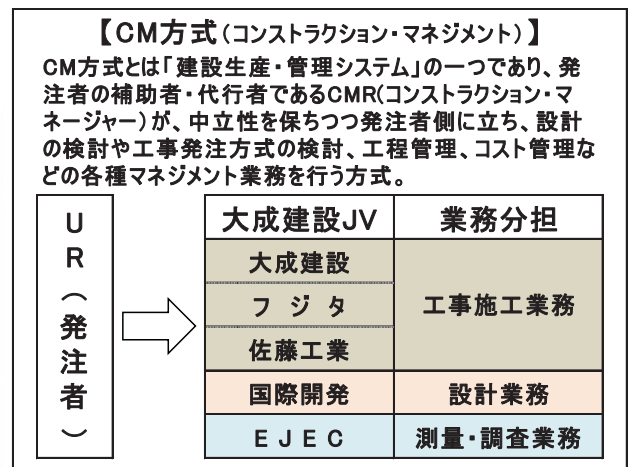 【CM方式(コンストラクション・マネジメント)】
CM方式とは「建設生産・管理システム」の一つであり、発
注者の補助者・代行者であるCMR(コンストラクション・マ
ネージャー)が、中立性を保ちつつ発注者側に立ち、設計
の検討や工事発注方式の検討、工程管理、コスト管理な
どの各種マネジメント業務を行う方式。
UR(発注者)
大成建設JV 業務分担
大成建設
フジタ 工事施工業務
佐藤工業
国際開発 設計業務
EJEC 測量・調査業務